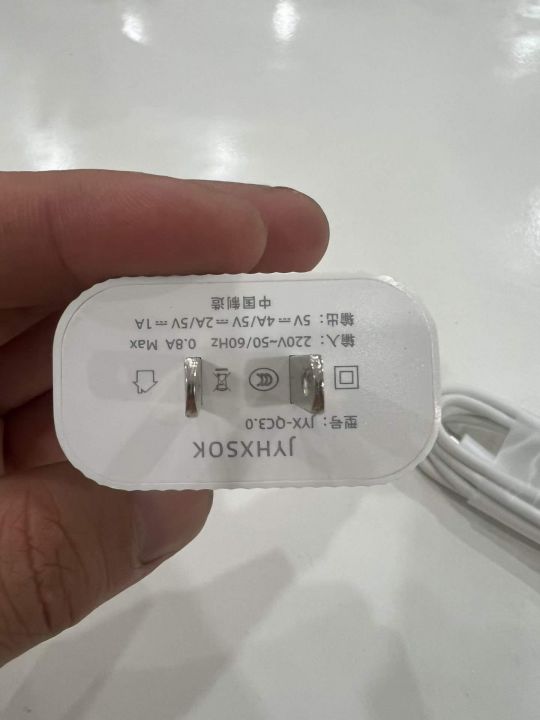 JYHXSOK
型号：JYX-QC3.0
输入：220V~50/60Hz 0.8A Max
输出：5V⎓4A/5V⎓2A/5V⎓1A
中国制造